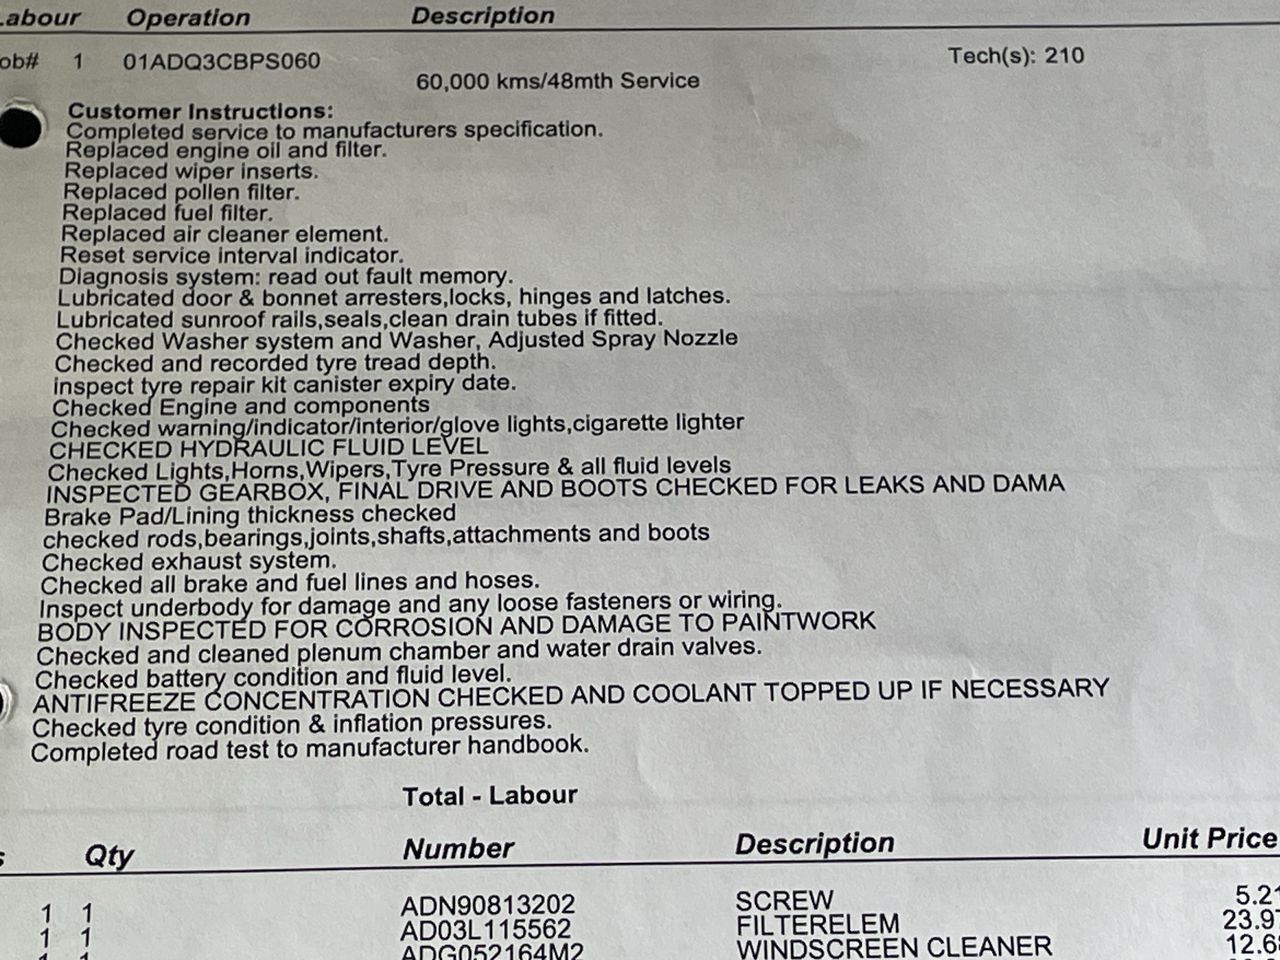 Labour Operation Description
ob# 1 01ADQ3CBPS060 Tech(s): 210
60,000 kms/48mth Service
Customer Instructions:
Completed service to manufacturers specification.
Replaced engine oil and filter.
Replaced wiper inserts.
Replaced pollen filter.
Replaced fuel filter.
Replaced air cleaner element.
Reset service interval indicator.
Diagnosis system: read out fault memory.
Lubricated door & bonnet arresters,locks, hinges and latches.
Lubricated sunroof rails,seals,clean drain tubes if fitted.
Checked Washer system and Washer, Adjusted Spray Nozzle
Checked and recorded tyre tread depth.
inspect tyre repair kit canister expiry date.
Checked Engine and components
Checked warning/indicator/interior/glove lights,cigarette lighter
CHECKED HYDRAULIC FLUID LEVEL
Checked Lights,Horns,Wipers,Tyre Pressure & all fluid levels
INSPECTED GEARBOX, FINAL DRIVE AND BOOTS CHECKED FOR LEAKS AND DAMA
Brake Pad/Lining thickness checked
checked rods,bearings,joints,shafts,attachments and boots
Checked exhaust system.
Checked all brake and fuel lines and hoses.
Inspect underbody for damage and any loose fasteners or wiring.
BODY INSPECTED FOR CORROSION AND DAMAGE TO PAINTWORK
Checked and cleaned plenum chamber and water drain valves.
Checked battery condition and fluid level.
ANTIFREEZE CONCENTRATION CHECKED AND COOLANT TOPPED UP IF NECESSARY
Checked tyre condition & inflation pressures.
Completed road test to manufacturer handbook.
Total - Labour
s Qty Number Description Unit Price
1 1 ADN90813202 SCREW 5.21
1 1 AD03L115562 FILTERELEM 23.97
1 1 ADG052164M2 WINDSCREEN CLEANER 12.68